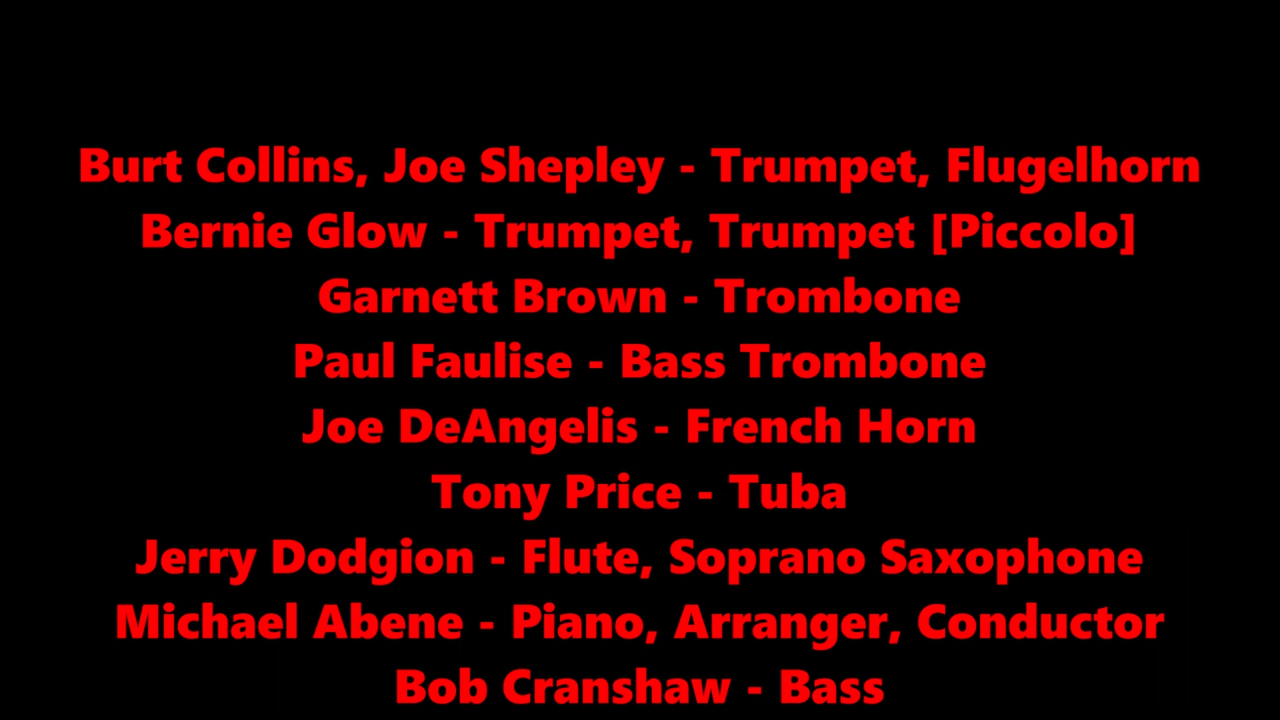 Burt Collins, Joe Shepley - Trumpet, Flugelhorn
Bernie Glow - Trumpet, Trumpet [Piccolo]
Garnett Brown - Trombone
Paul Faulise - Bass Trombone
Joe DeAngelis - French Horn
Tony Price - Tuba
Jerry Dodgion - Flute, Soprano Saxophone
Michael Abene - Piano, Arranger, Conductor
Bob Cranshaw - Bass